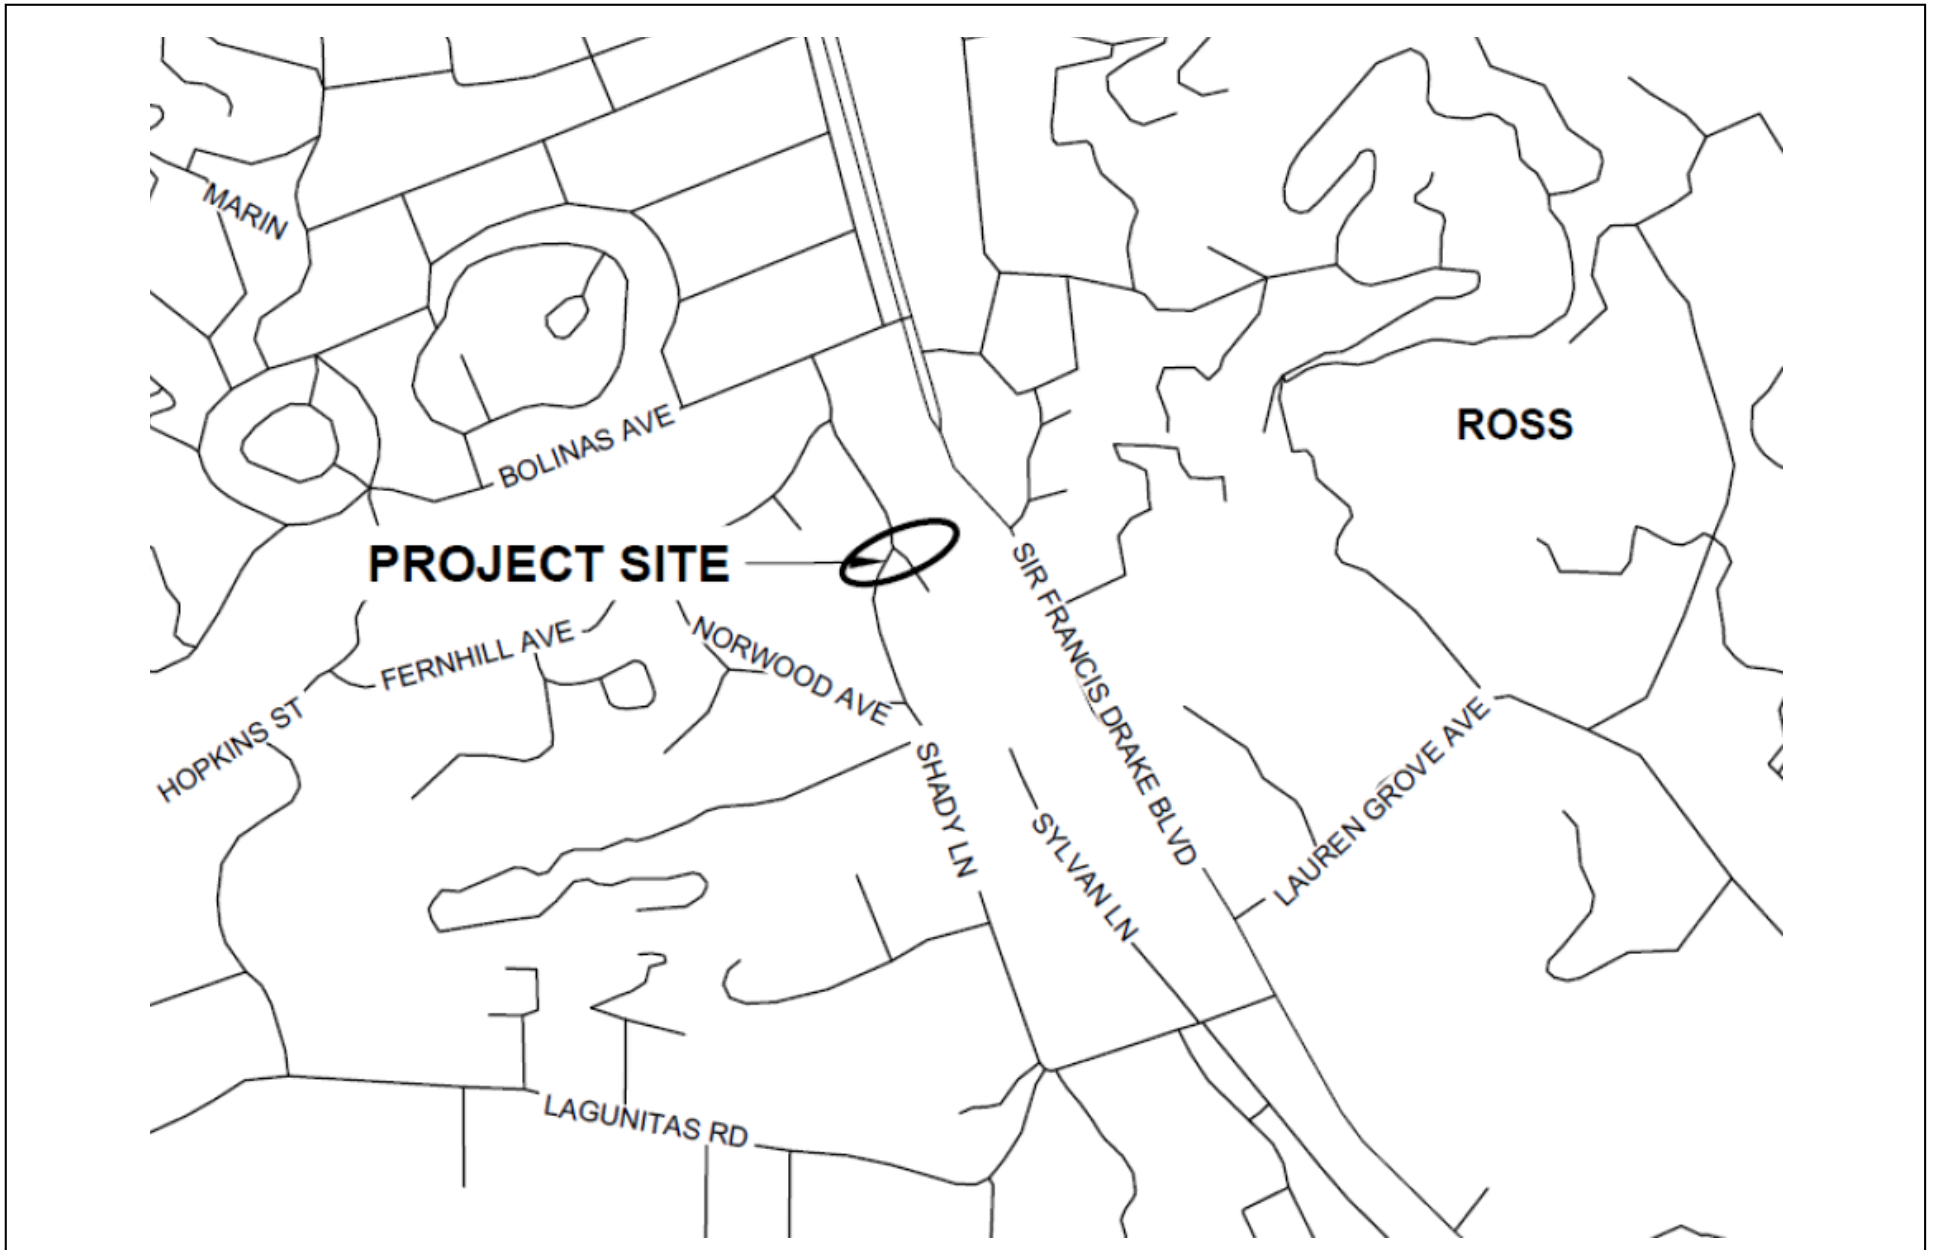 MARIN
ROSS
BOLINAS AVE
PROJECT SITE
SIR FRANCIS DRAKE BLVD
FERNHILL AVE
NORWOOD AVE
HOPKINS ST
SHADY LN
SYLVAN LN
LAUREN GROVE AVE
LAGUNITAS RD